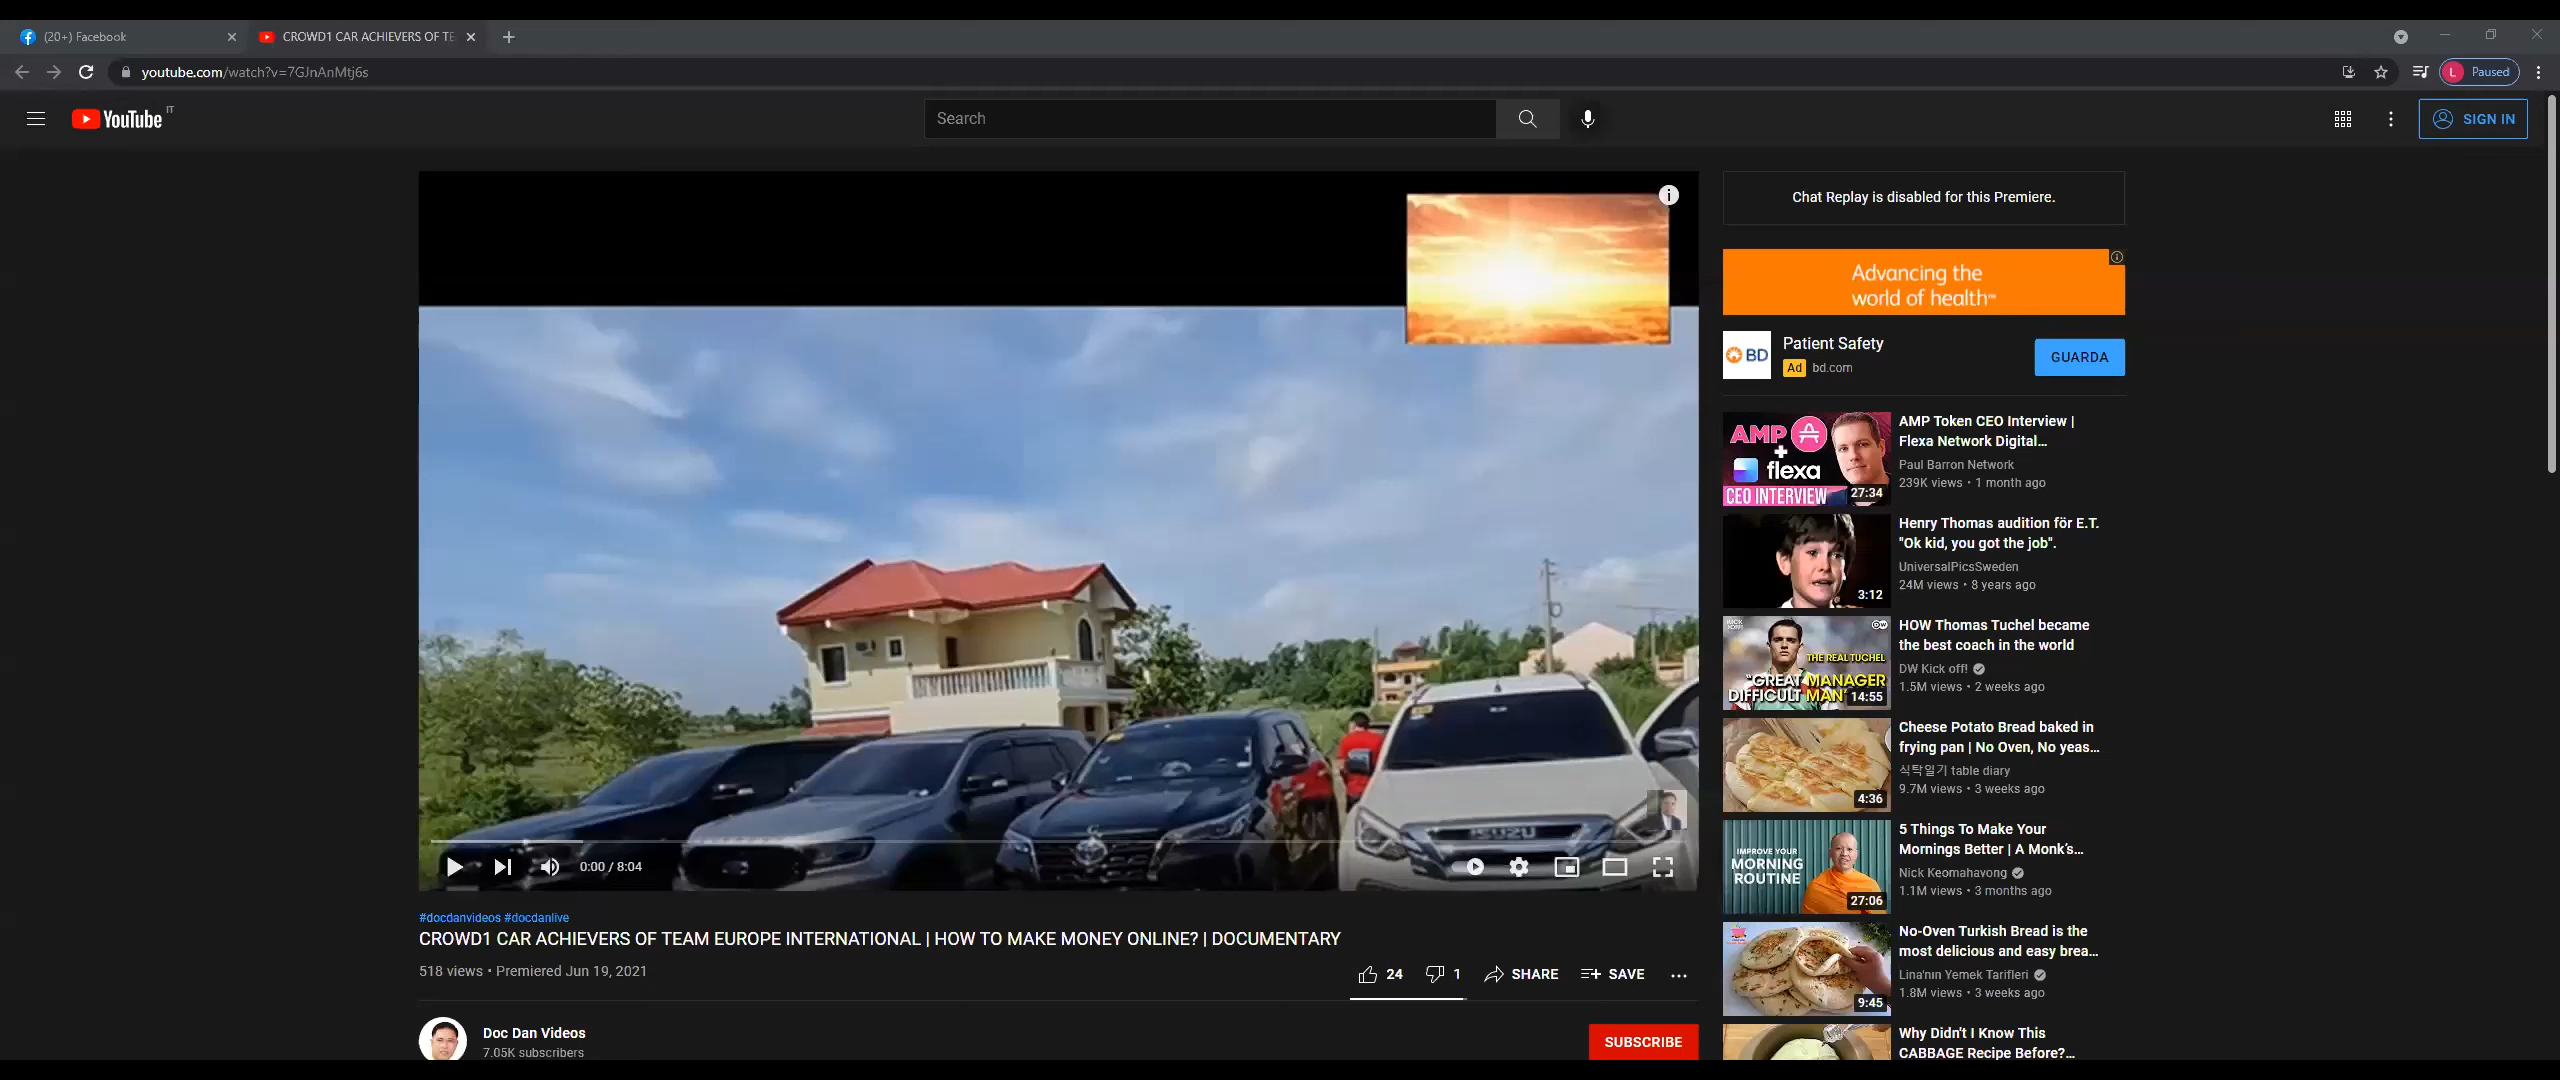 (20+) Facebook
CROWD1 CAR ACHIEVERS OF TE
youtube.com/watch?v=7GJnAnMtj6s
L Paused
YouTube IT
Search
SIGN IN
Chat Replay is disabled for this Premiere.
Advancing the
world of health™
BD
Patient Safety
Ad bd.com
GUARDA
AMP
+
flexa
CEO INTERVIEW
27:34
AMP Token CEO Interview |
Flexa Network Digital...
Paul Barron Network
239K views • 1 month ago
3:12
Henry Thomas audition för E.T.
"Ok kid, you got the job".
UniversalPicsSweden
24M views • 8 years ago
KICK OFF!
DW
THE REAL TUCHEL
"GREAT MANAGER
DIFFICULT MAN"
14:55
HOW Thomas Tuchel became
the best coach in the world
DW Kick off!
1.5M views • 2 weeks ago
4:36
Cheese Potato Bread baked in
frying pan | No Oven, No yeas...
식탁일기 table diary
9.7M views • 3 weeks ago
IMPROVE YOUR
MORNING
ROUTINE
27:06
5 Things To Make Your
Mornings Better | A Monk's...
Nick Keomahavong
1.1M views • 3 months ago
9:45
No-Oven Turkish Bread is the
most delicious and easy brea...
Lina'nın Yemek Tarifleri
1.8M views • 3 weeks ago
Why Didn't I Know This
CABBAGE Recipe Before?...
ISUZU
0:00 / 8:04
#docdanvideos #docdanlive
CROWD1 CAR ACHIEVERS OF TEAM EUROPE INTERNATIONAL | HOW TO MAKE MONEY ONLINE? | DOCUMENTARY
518 views • Premiered Jun 19, 2021
24
1
SHARE
SAVE
Doc Dan Videos
7.05K subscribers
SUBSCRIBE